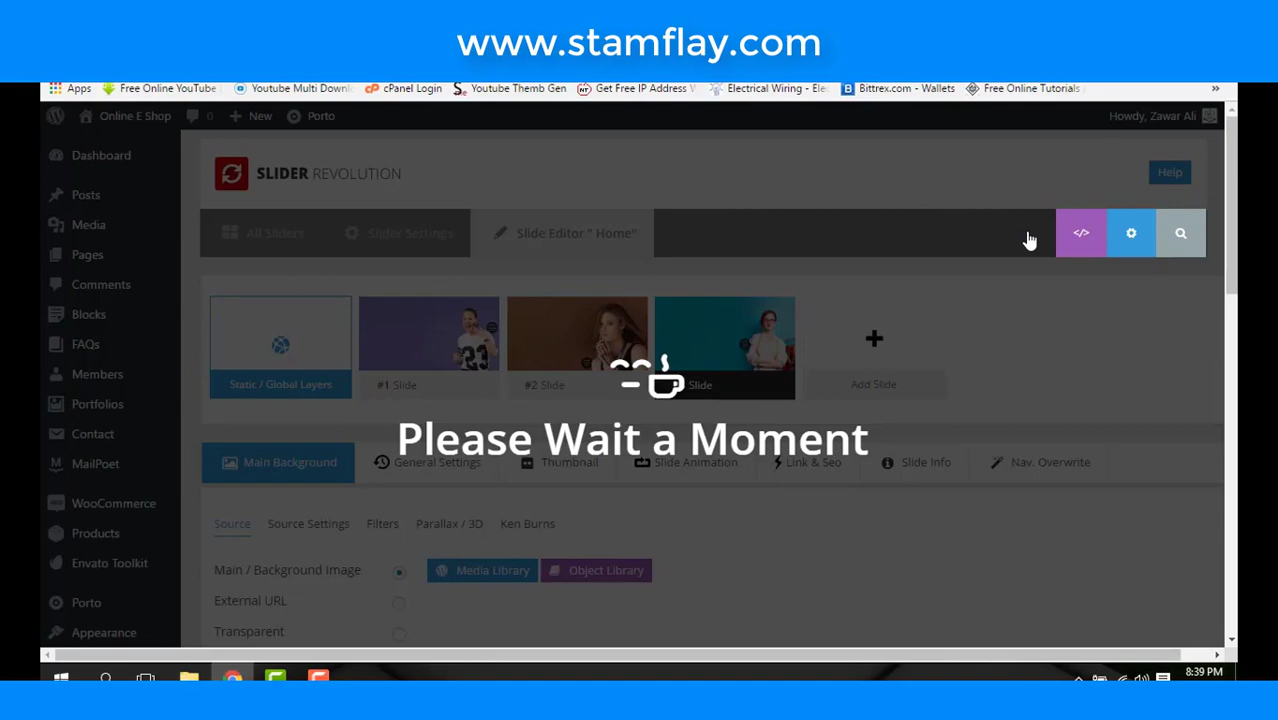 www.stamflay.com
Apps Free Online YouTube Youtube Multi Downl cPanel Login Youtube Themb Gen Get Free IP Address Electrical Wiring - Elec Bittrex.com - Wallets Free Online Tutorials »
Online E Shop 0 New Porto Howdy, Zawar Ali
Dashboard
Posts
Media
Pages
Comments
Blocks
FAQs
Members
Portfolios
Contact
MailPoet
WooCommerce
Products
Envato Toolkit
Porto
Appearance
SLIDER REVOLUTION Help
All Sliders Slider Settings Slide Editor " Home" </>
Static / Global Layers #1 Slide #2 Slide Slide Add Slide
23
Please Wait a Moment
Main Background General Settings Thumbnail Slide Animation Link & Seo Slide Info Nav. Overwrite
Source Source Settings Filters Parallax / 3D Ken Burns
Main / Background Image Media Library Object Library
External URL
Transparent
8:39 PM